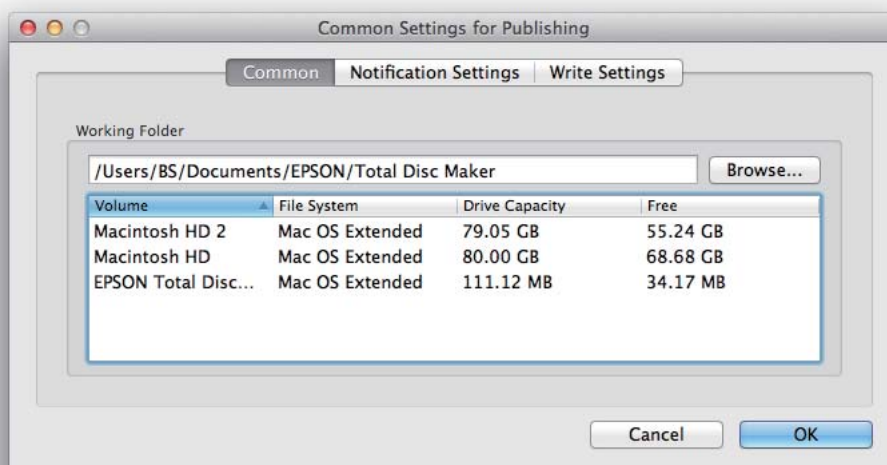 Common Settings for Publishing
Common Notification Settings Write Settings
Working Folder
/Users/BS/Documents/EPSON/Total Disc Maker Browse...
Volume File System Drive Capacity Free
Macintosh HD 2 Mac OS Extended 79.05 GB 55.24 GB
Macintosh HD Mac OS Extended 80.00 GB 68.68 GB
EPSON Total Disc... Mac OS Extended 111.12 MB 34.17 MB
Cancel OK